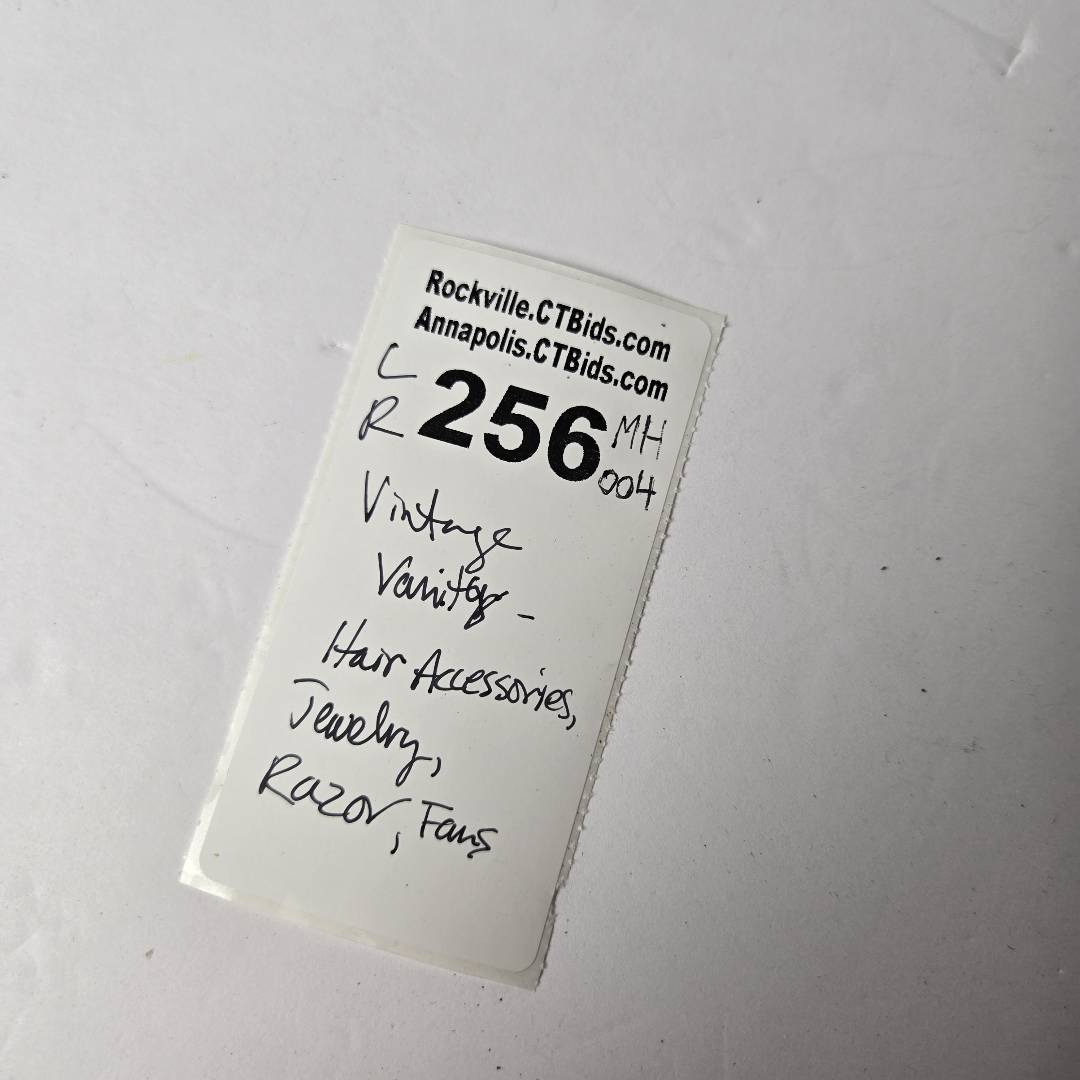 Rockville.CTBids.com
Annapolis.CTBids.com
C R 256 MH 004
Vintage
Vanity -
Hair Accessories,
Jewelry,
Razor, Fans